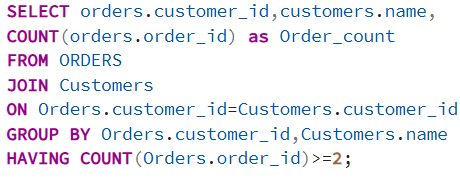 SELECT orders.customer_id,customers.name,
COUNT(orders.order_id) as Order_count
FROM ORDERS
JOIN Customers
ON Orders.customer_id=Customers.customer_id
GROUP BY Orders.customer_id,Customers.name
HAVING COUNT(Orders.order_id)>=2;